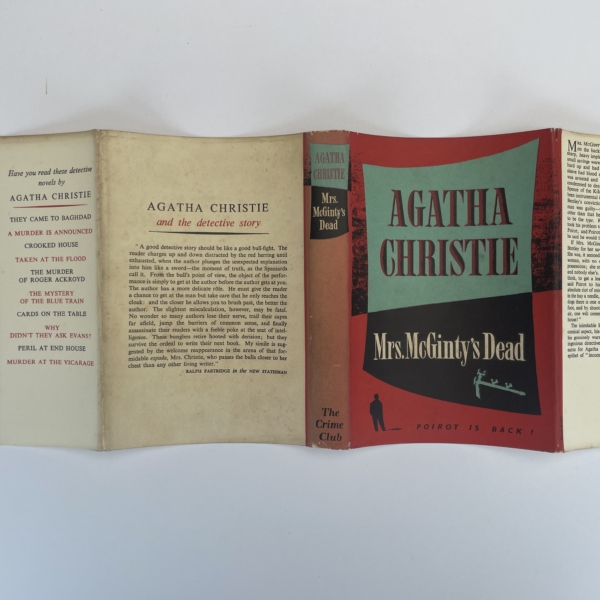 Have you read these detective
novels by
AGATHA CHRISTIE
THEY CAME TO BAGHDAD
A MURDER IS ANNOUNCED
CROOKED HOUSE
TAKEN AT THE FLOOD
THE MURDER
OF ROGER ACKROYD
THE MYSTERY
OF THE BLUE TRAIN
CARDS ON THE TABLE
WHY
DIDN'T THEY ASK EVANS?
PERIL AT END HOUSE
MURDER AT THE VICARAGE
AGATHA CHRISTIE
and the detective story
"A good detective story should be like a good bull-fight. The
reader charges up and down distracted by the red herring until
exhausted, when the author plunges the unexpected explanation
into him like a sword—the moment of truth, as the Spaniards
call it. From the bull's point of view, the object of the perfor-
mance is simply to get at the author before the author gets at you.
The author has a more delicate role. He must give the reader
a chance to get at the man but take care that he only reaches the
cloak: and the closer he allows you to brush past, the better the
author. The slightest miscalculation, however, may be fatal.
No wonder so many authors lose their nerve, trail their capes
far afield, jump the barriers of common sense, and finally
assassinate their readers with a feeble poke at the seat of intel-
ligence. These bunglers retire hooted with derision; but they
survive the ordeal to write their next book. My simile is sug-
gested by the welcome reappearance in the arena of that for-
midable espada, Mrs. Christie, who passes the bulls closer to her
chest than any other living writer."
RALPH PARTRIDGE in the NEW STATESMAN
AGATHA
CHRISTIE
Mrs.
McGinty's
Dead
The
Crime
Club
AGATHA
CHRISTIE
Mrs. McGinty's Dead
POIROT IS BACK!